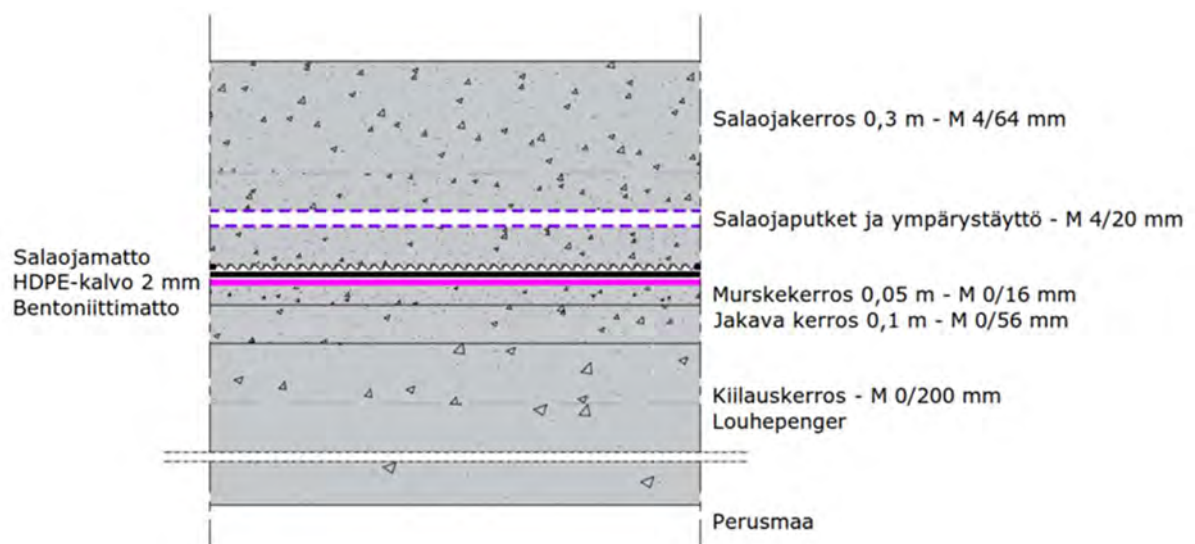 Salaojakerros 0,3 m - M 4/64 mm
Salaojaputket ja ympärystäyttö - M 4/20 mm
Salaojamatto
HDPE-kalvo 2 mm
Bentoniittimatto
Murskekerros 0,05 m - M 0/16 mm
Jakava kerros 0,1 m - M 0/56 mm
Kiilauskerros - M 0/200 mm
Louhepenger
Perusmaa